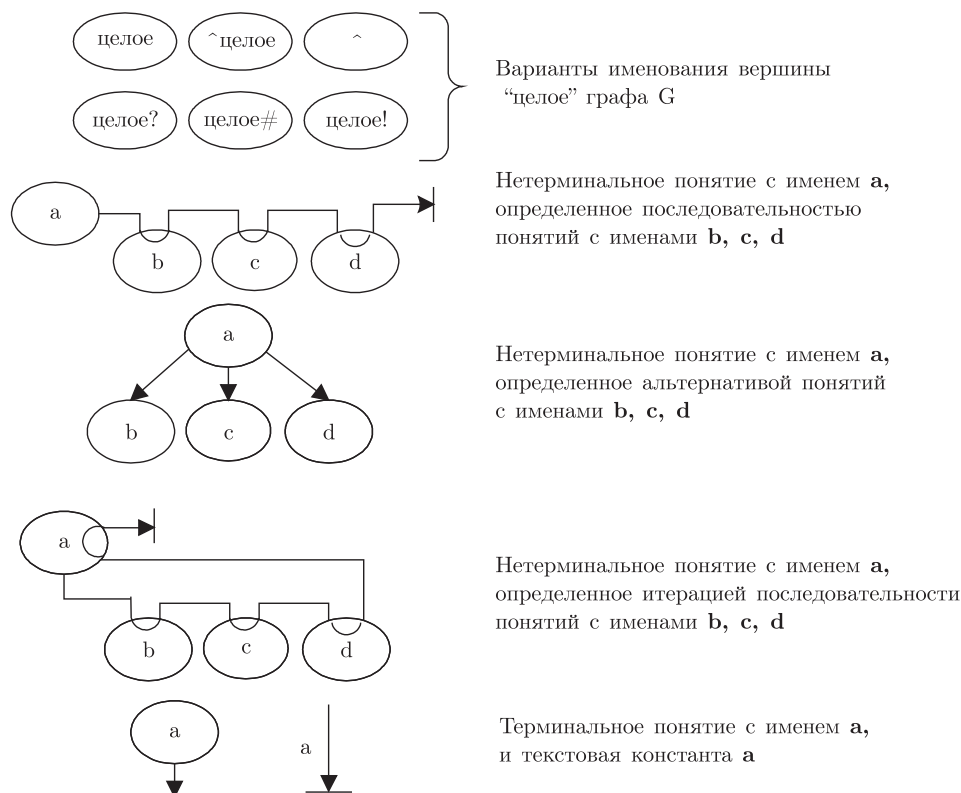 целое ^целое ^
целое? целое# целое!
Варианты именования вершины
“целое” графа G
a
b c d
Нетерминальное понятие с именем a,
определенное последовательностью
понятий с именами b, c, d
a
b c d
Нетерминальное понятие с именем a,
определенное альтернативой понятий
с именами b, c, d
a
b c d
Нетерминальное понятие с именем a,
определенное итерацией последовательности
понятий с именами b, c, d
a a
Терминальное понятие с именем a,
и текстовая константа a